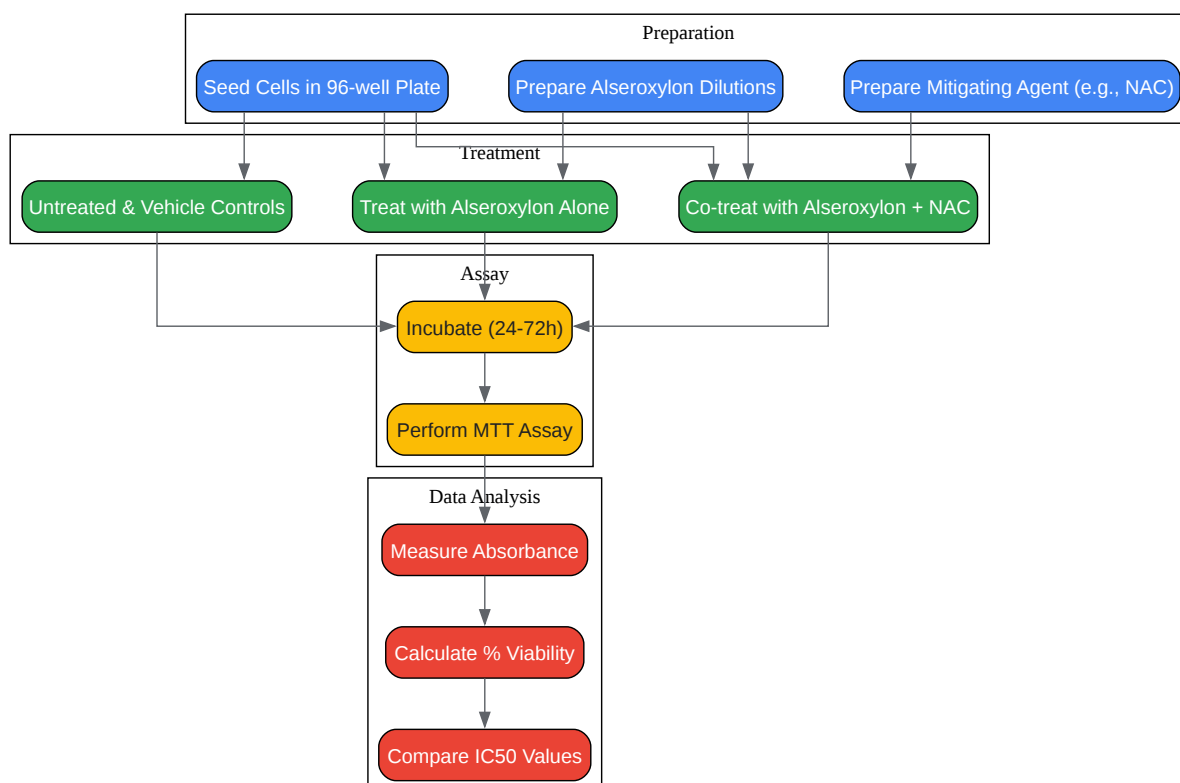 Preparation
Seed Cells in 96-well Plate
Prepare Alseroxylon Dilutions
Prepare Mitigating Agent (e.g., NAC)
Treatment
Untreated & Vehicle Controls
Treat with Alseroxylon Alone
Co-treat with Alseroxylon + NAC
Assay
Incubate (24-72h)
Perform MTT Assay
Data Analysis
Measure Absorbance
Calculate % Viability
Compare IC50 Values